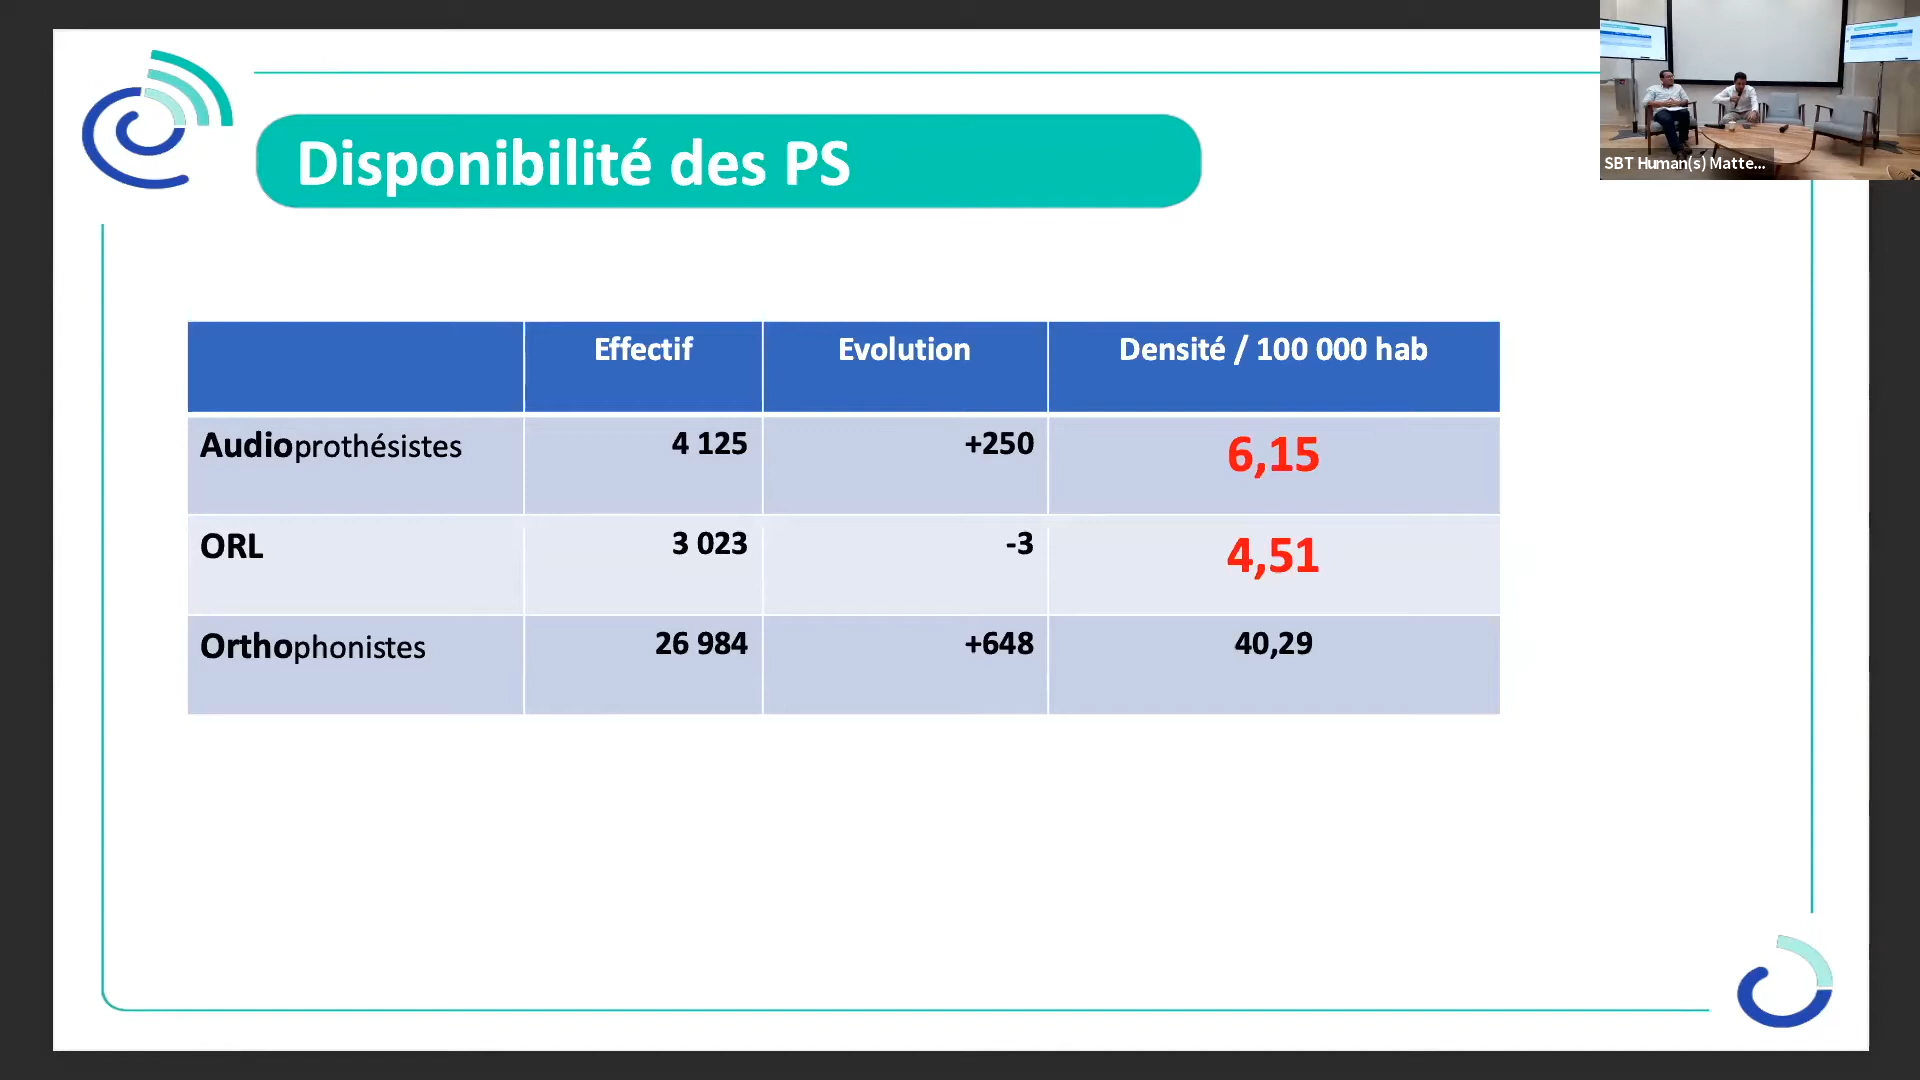 Disponibilité des PS
SBT Human(s) Matte...
Effectif Evolution Densité / 100 000 hab
Audioprothésistes 4 125 +250 6,15
ORL 3 023 -3 4,51
Orthophonistes 26 984 +648 40,29